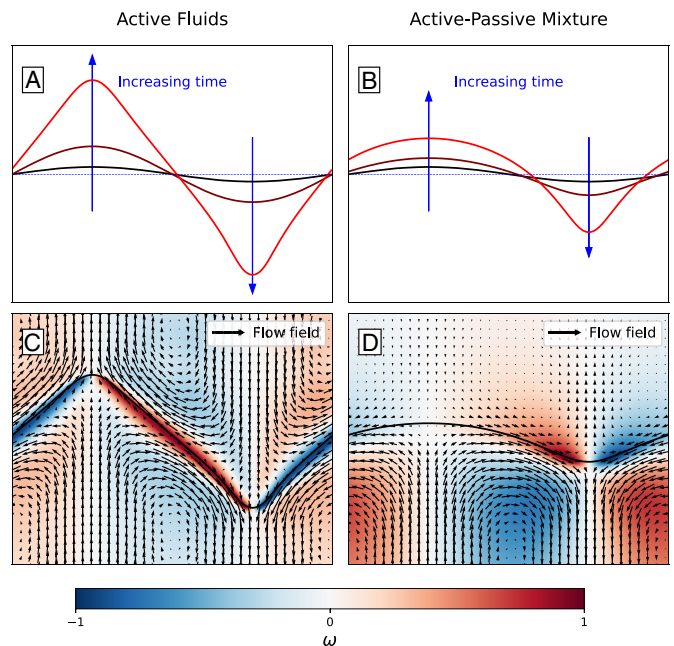 Active Fluids
Active-Passive Mixture
A
Increasing time
B
Increasing time
C
Flow field
D
Flow field
−1
0
1
ω